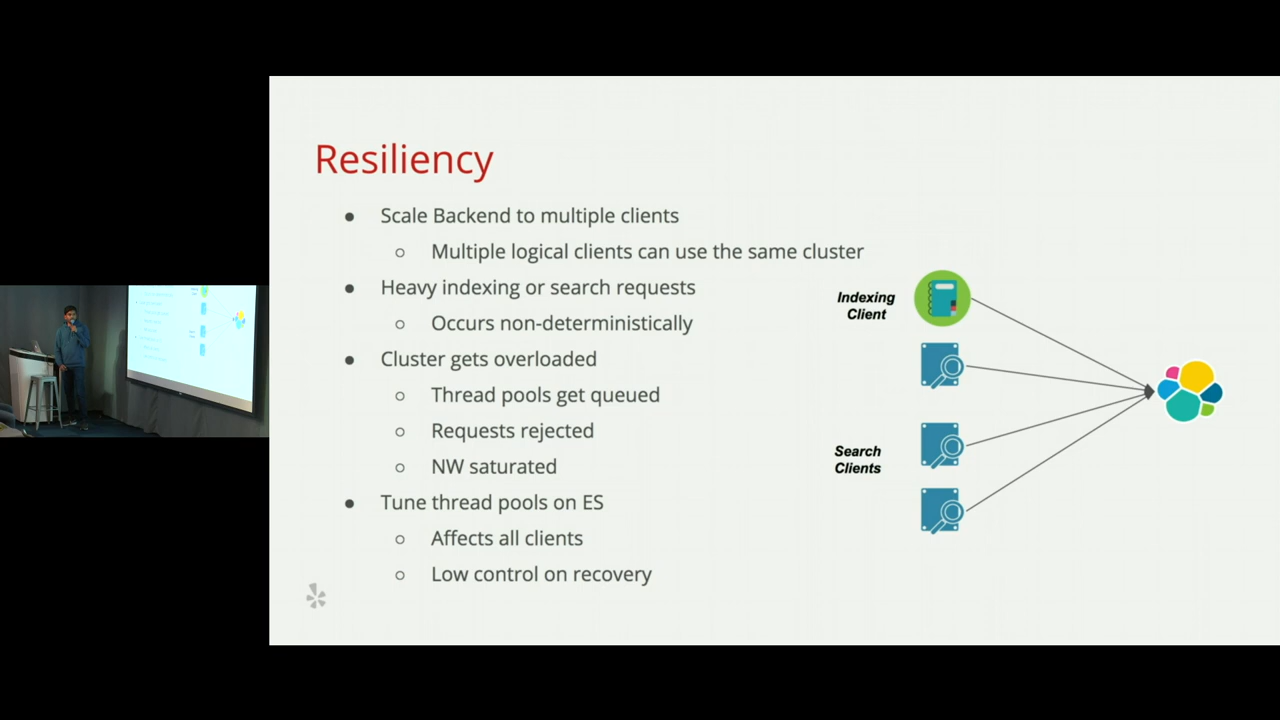 Resiliency
● Scale Backend to multiple clients
○ Multiple logical clients can use the same cluster
● Heavy indexing or search requests
○ Occurs non-deterministically
● Cluster gets overloaded
○ Thread pools get queued
○ Requests rejected
○ NW saturated
● Tune thread pools on ES
○ Affects all clients
○ Low control on recovery
Indexing
Client
Search
Clients